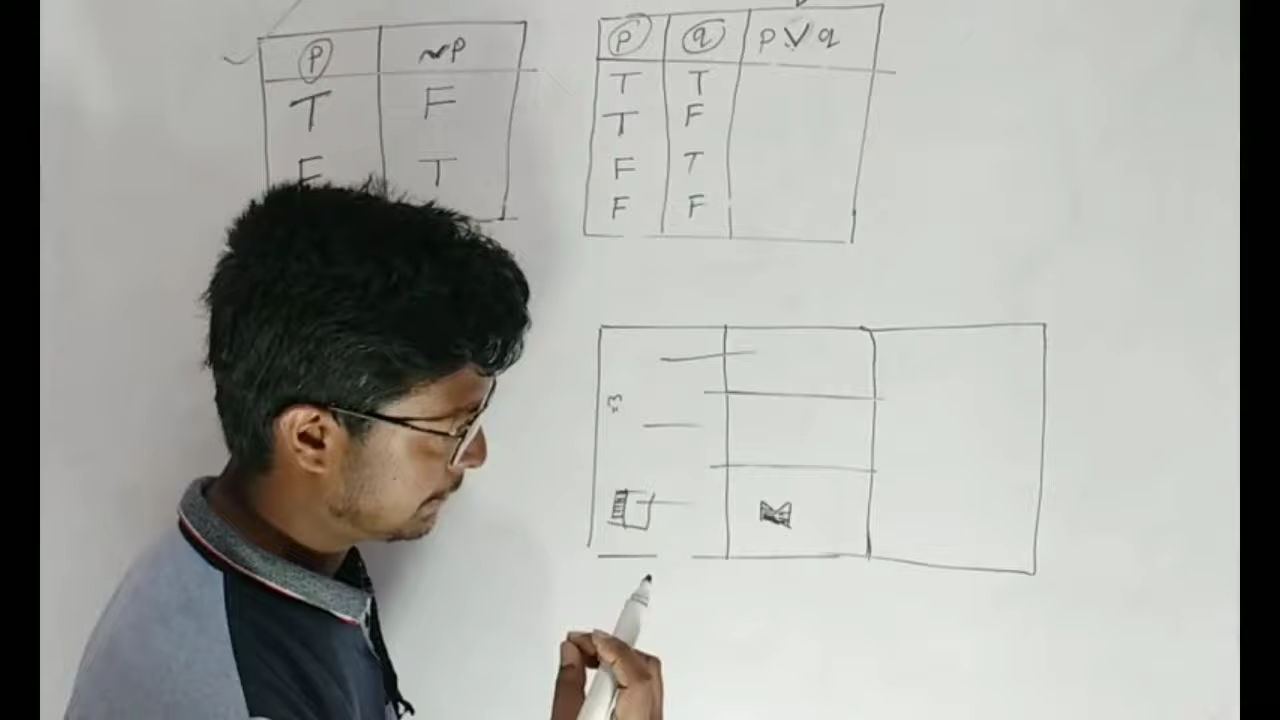 p ~p
T F
F T
p q p ∨ q
T T
T F
F T
F F